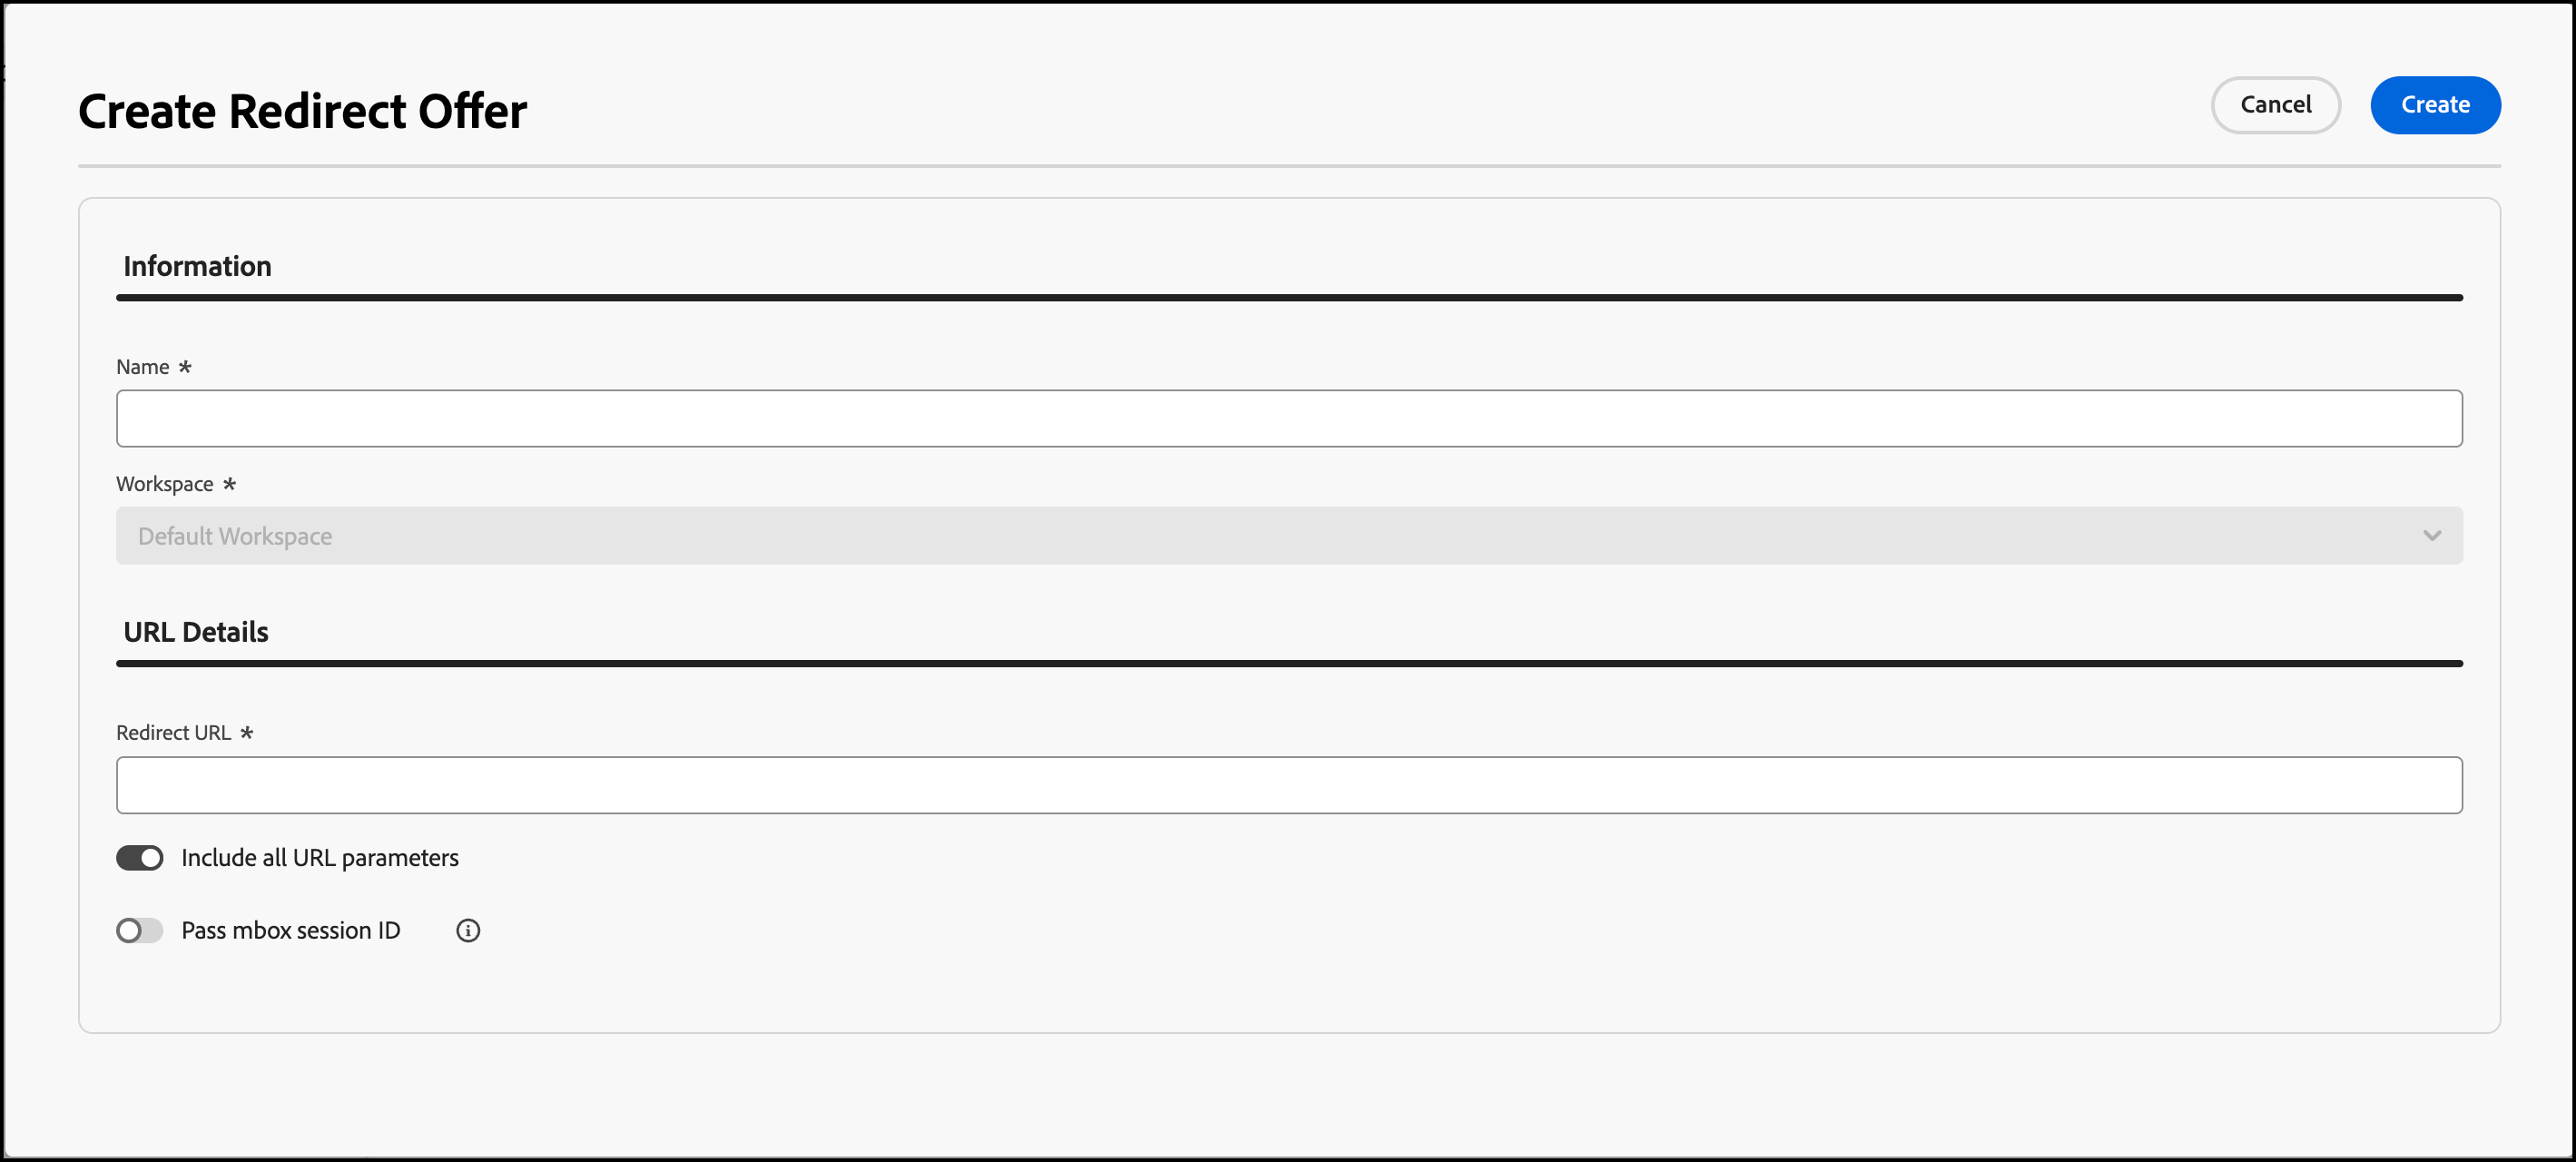 Create Redirect Offer
Cancel
Create
Information
Name *
Workspace *
Default Workspace
URL Details
Redirect URL *
Include all URL parameters
Pass mbox session ID